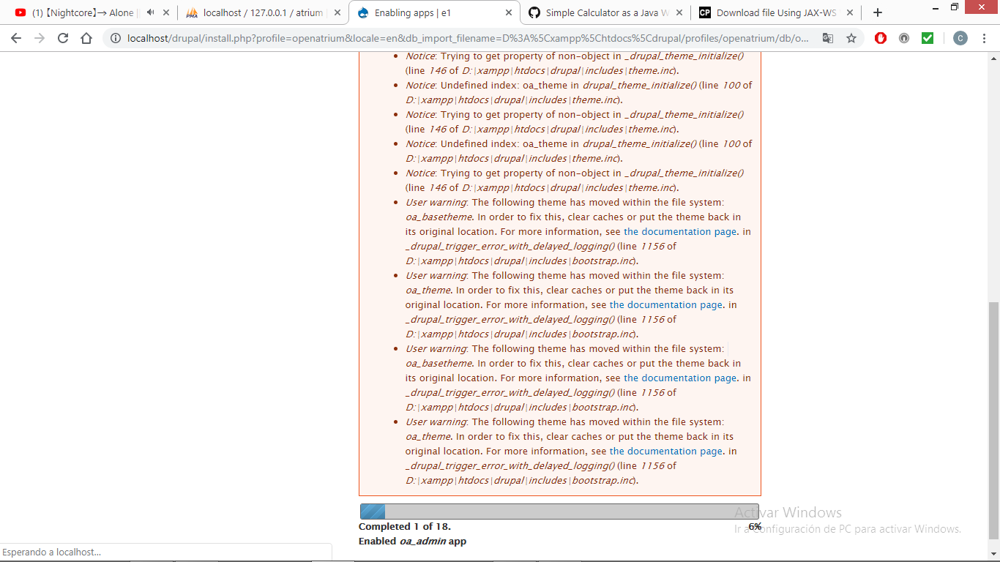 (1)【Nightcore】→ Alone |
localhost / 127.0.0.1 / atrium |
Enabling apps | e1
Simple Calculator as a Java W
CP
Download file Using JAX-WS
localhost/drupal/install.php?profile=openatrium&locale=en&db_import_filename=D%3A%5Cxampp%5Chtdocs%5Cdrupal/profiles/openatrium/db/o...
C
Notice: Trying to get property of non-object in _drupal_theme_initialize()
(line 146 of D:\xampp\htdocs\drupal\includes\theme.inc).
Notice: Undefined index: oa_theme in drupal_theme_initialize() (line 100 of
D:\xampp\htdocs\drupal\includes\theme.inc).
Notice: Trying to get property of non-object in _drupal_theme_initialize()
(line 146 of D:\xampp\htdocs\drupal\includes\theme.inc).
Notice: Undefined index: oa_theme in drupal_theme_initialize() (line 100 of
D:\xampp\htdocs\drupal\includes\theme.inc).
Notice: Trying to get property of non-object in _drupal_theme_initialize()
(line 146 of D:\xampp\htdocs\drupal\includes\theme.inc).
User warning: The following theme has moved within the file system:
oa_basetheme. In order to fix this, clear caches or put the theme back in
its original location. For more information, see the documentation page. in
_drupal_trigger_error_with_delayed_logging() (line 1156 of
D:\xampp\htdocs\drupal\includes\bootstrap.inc).
User warning: The following theme has moved within the file system:
oa_theme. In order to fix this, clear caches or put the theme back in its
original location. For more information, see the documentation page. in
_drupal_trigger_error_with_delayed_logging() (line 1156 of
D:\xampp\htdocs\drupal\includes\bootstrap.inc).
User warning: The following theme has moved within the file system:
oa_basetheme. In order to fix this, clear caches or put the theme back in
its original location. For more information, see the documentation page. in
_drupal_trigger_error_with_delayed_logging() (line 1156 of
D:\xampp\htdocs\drupal\includes\bootstrap.inc).
User warning: The following theme has moved within the file system:
oa_theme. In order to fix this, clear caches or put the theme back in its
original location. For more information, see the documentation page. in
_drupal_trigger_error_with_delayed_logging() (line 1156 of
D:\xampp\htdocs\drupal\includes\bootstrap.inc).
Completed 1 of 18. 6%
Enabled oa_admin app
Activar Windows
Ir a Configuración de PC para activar Windows.
Esperando a localhost...